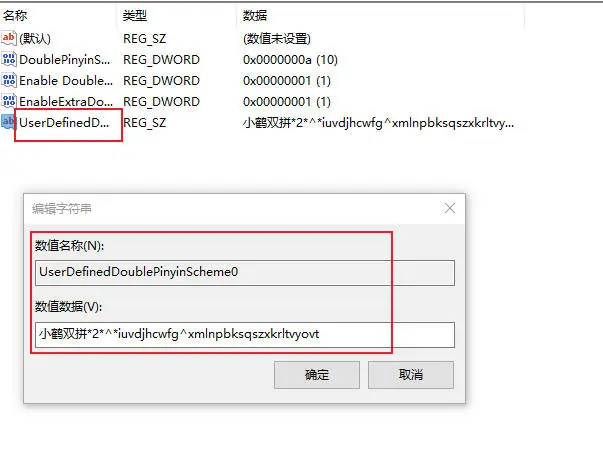 名称 类型 数据
(默认) REG_SZ (数值未设置)
DoublePinyinS... REG_DWORD 0x0000000a (10)
Enable Double... REG_DWORD 0x00000001 (1)
EnableExtraDo... REG_DWORD 0x00000001 (1)
UserDefinedD... REG_SZ 小鹤双拼*2*^*iuvdjhcwfg^xmlnpbksqszxkrltvy...
编辑字符串
数值名称(N):
UserDefinedDoublePinyinScheme0
数值数据(V):
小鹤双拼*2*^*iuvdjhcwfg^xmlnpbksqszxkrltvyovt
确定 取消